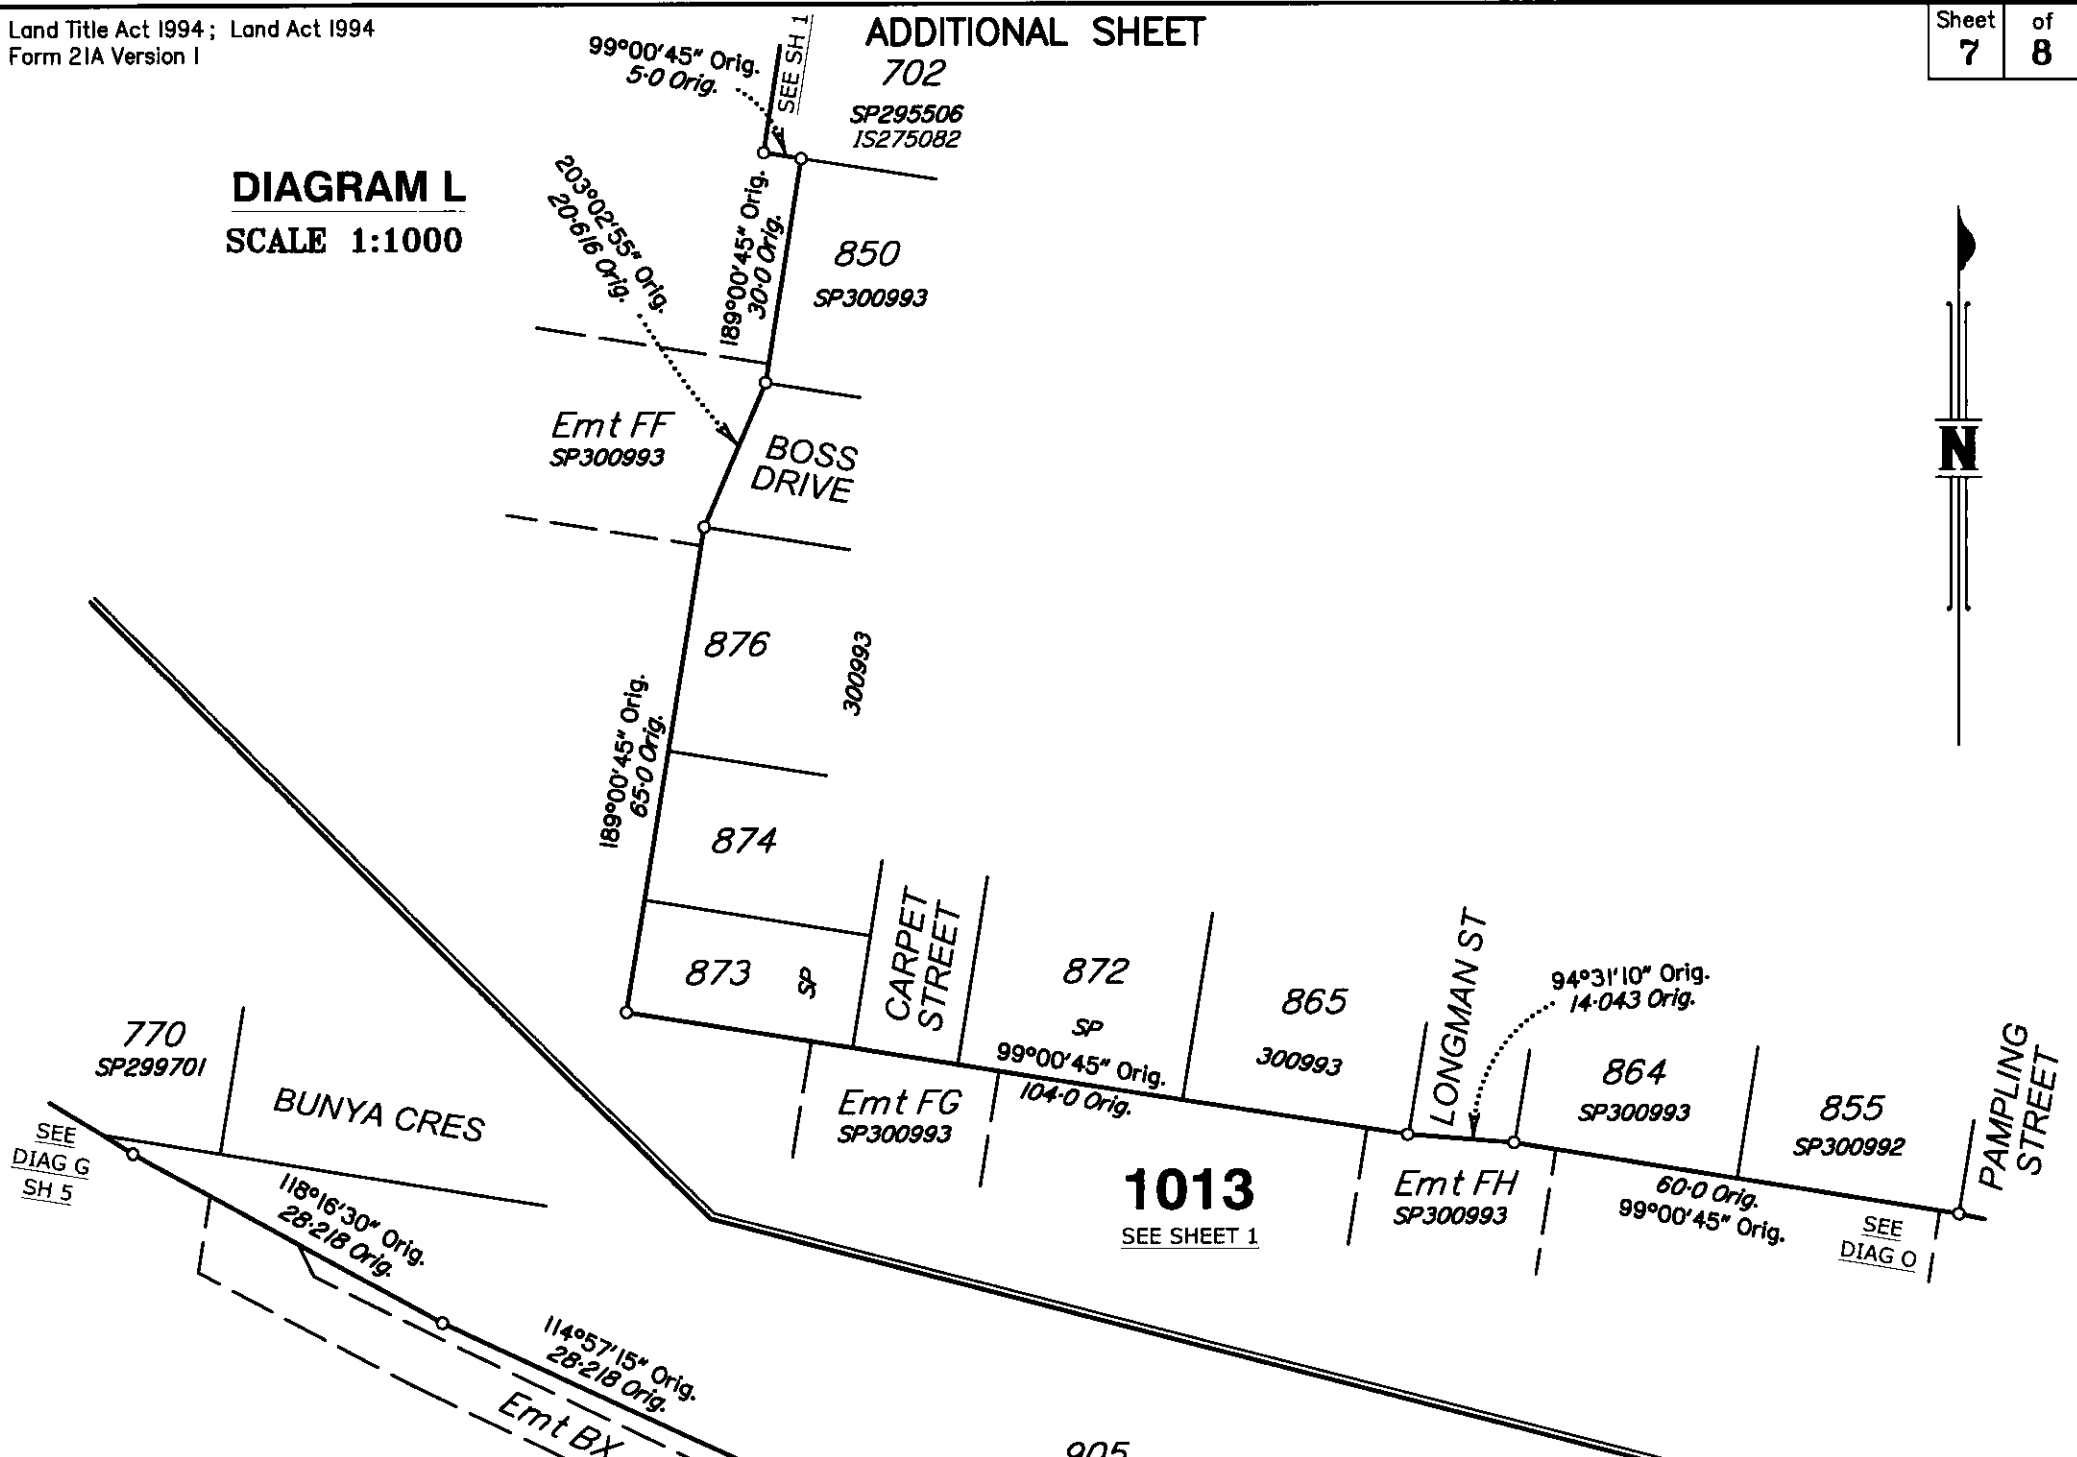 Land Title Act 1994; Land Act 1994
Form 21A Version 1
ADDITIONAL SHEET
Sheet 7 of 8
99°00'45" Orig.
5·0 Orig.
SEE SH 1
702
SP295506
IS275082
DIAGRAM L
SCALE 1:1000
203°02'55" Orig.
20·616 Orig.
189°00'45" Orig.
30·0 Orig.
850
SP300993
N
Emt FF
SP300993
BOSS
DRIVE
876
300993
189°00'45" Orig.
65·0 Orig.
874
873
SP
CARPET
STREET
872
SP
300993
865
99°00'45" Orig.
104·0 Orig.
LONGMAN ST
94°31'10" Orig.
14·043 Orig.
864
SP300993
855
SP300992
PAMPLING
STREET
770
SP299701
BUNYA CRES
SEE
DIAG G
SH 5
Emt FG
SP300993
1013
SEE SHEET 1
Emt FH
SP300993
60·0 Orig.
99°00'45" Orig.
SEE
DIAG O
118°16'30" Orig.
28·218 Orig.
114°57'15" Orig.
28·218 Orig.
Emt BX
905